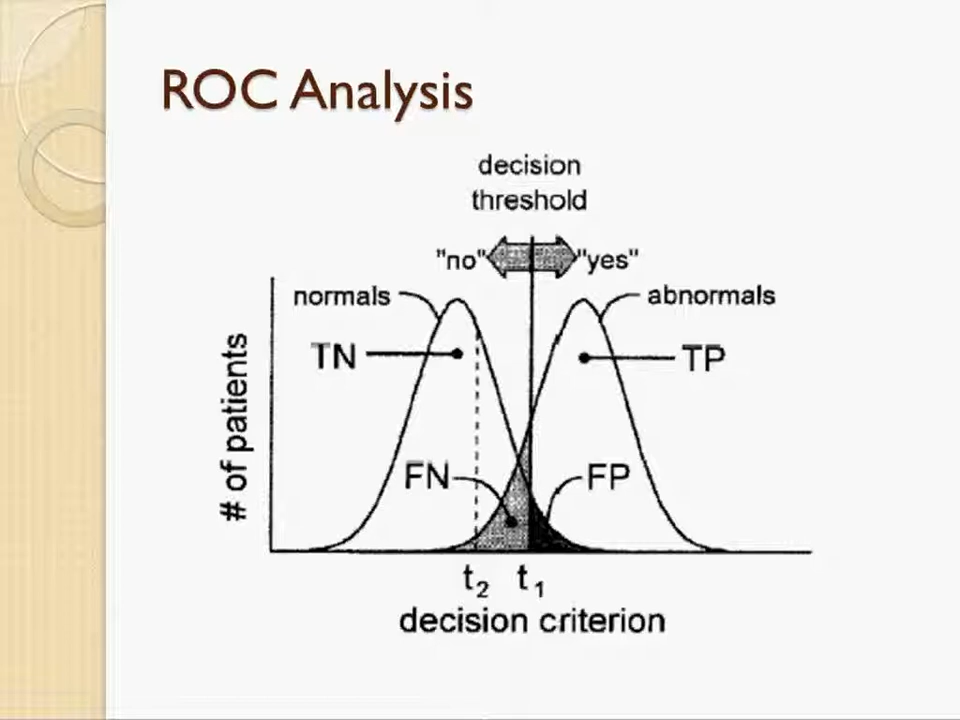 ROC Analysis
decision
threshold
"no" "yes"
normals abnormals
TN TP
FN FP
# of patients
t2 t1
decision criterion